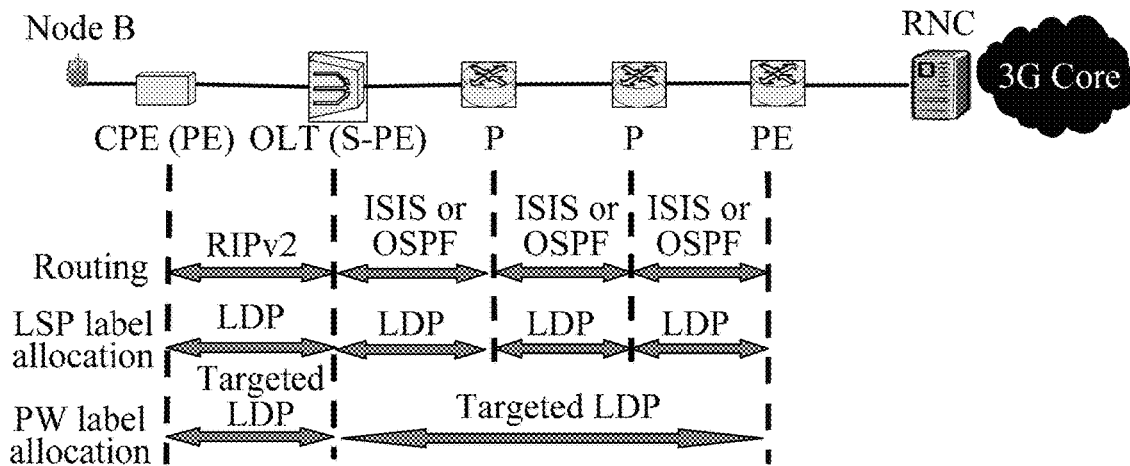 Node B
RNC
3G Core
CPE (PE)
OLT (S-PE)
P
P
PE
Routing
RIPv2
ISIS or
OSPF
ISIS or
OSPF
ISIS or
OSPF
LSP label
allocation
LDP
LDP
LDP
LDP
PW label
allocation
Targeted
LDP
Targeted LDP